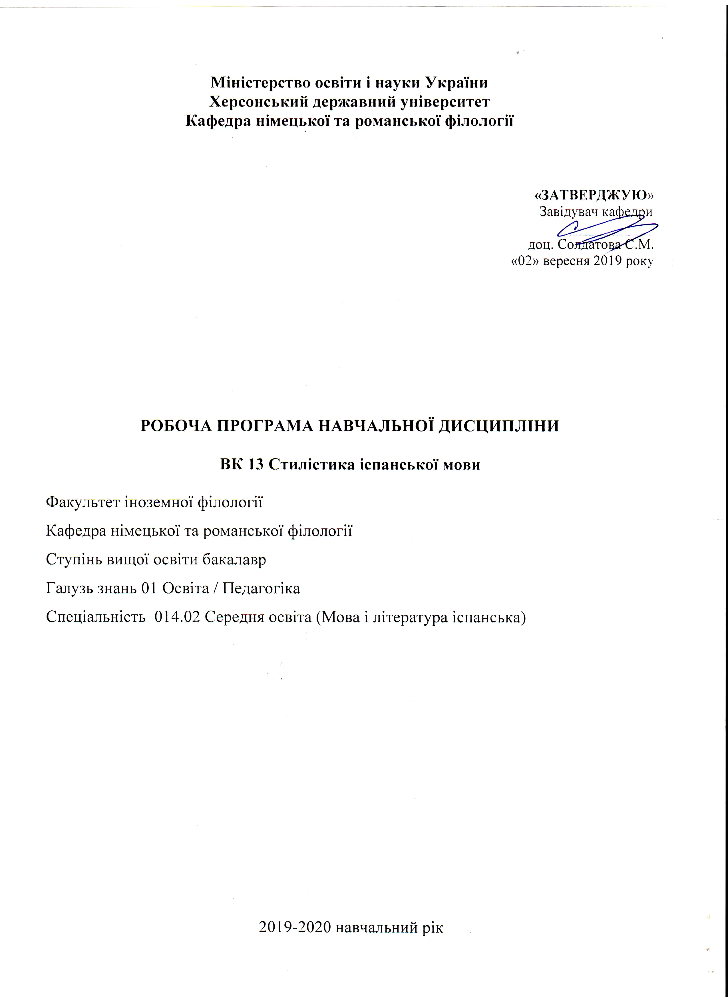 Міністерство освіти і науки України
Херсонський державний університет
Кафедра німецької та романської філології
«ЗАТВЕРДЖУЮ»
Завідувач кафедри
доц. Солдатова С.М.
«02» вересня 2019 року
РОБОЧА ПРОГРАМА НАВЧАЛЬНОЇ ДИСЦИПЛІНИ
ВК 13 Стилістика іспанської мови
Факультет іноземної філології
Кафедра німецької та романської філології
Ступінь вищої освіти бакалавр
Галузь знань 01 Освіта / Педагогіка
Спеціальність  014.02 Середня освіта (Мова і література іспанська)
2019-2020 навчальний рік